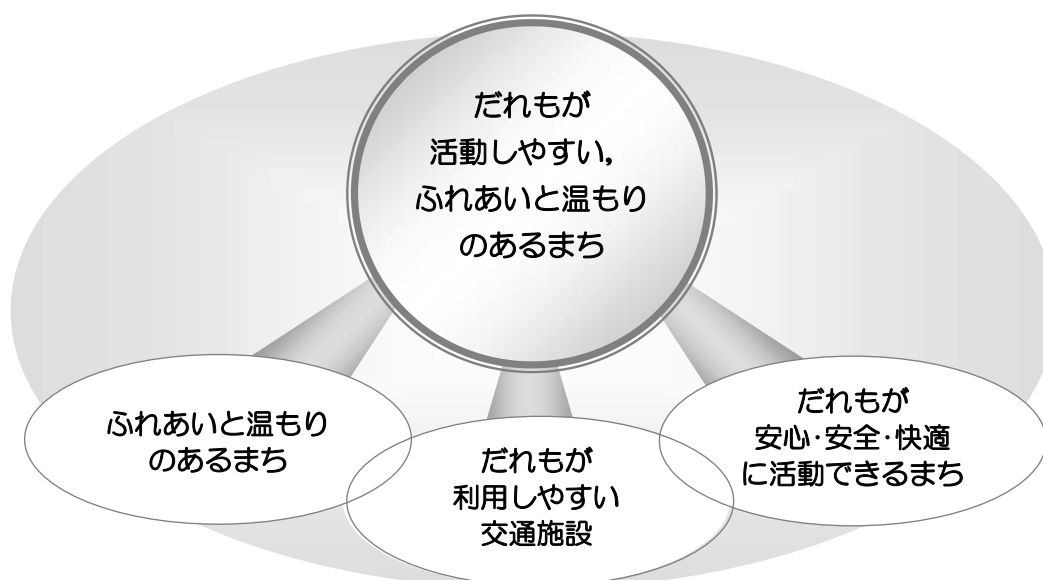 だれもが
活動しやすい，
ふれあいと温もり
のあるまち
ふれあいと温もり
のあるまち
だれもが
利用しやすい
交通施設
だれもが
安心･安全･快適
に活動できるまち